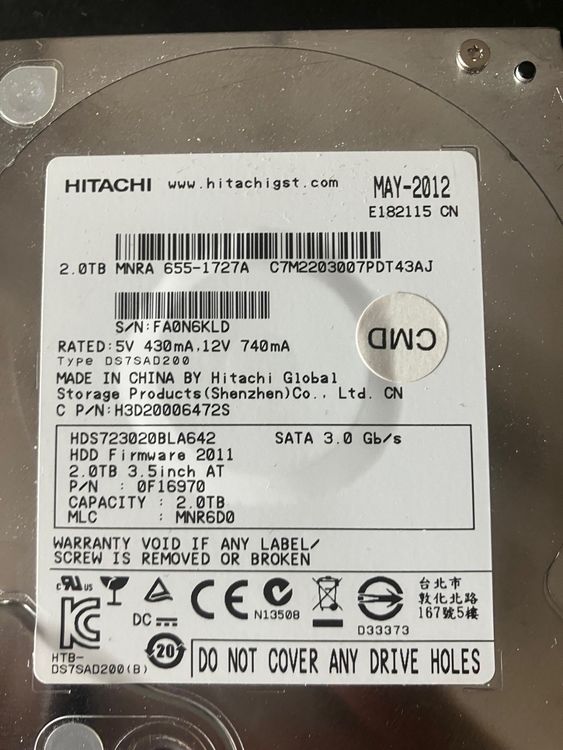 HITACHI www.hitachigst.com MAY-2012
E182115 CN
2.0TB MNRA 655-1727A C7M2203007PDT43AJ
S/N:FA0N6KLD
CMD
RATED:5V 430mA,12V 740mA
Type DS7SAD200
MADE IN CHINA BY Hitachi Global
Storage Products(Shenzhen)Co., Ltd. CN
C P/N:H3D20006472S
HDS723020BLA642 SATA 3.0 Gb/s
HDD Firmware 2011
2.0TB 3.5inch AT
P/N : 0F16970
CAPACITY : 2.0TB
MLC : MNR6D0
WARRANTY VOID IF ANY LABEL/
SCREW IS REMOVED OR BROKEN
c RU US
DC
CE
N13508
D33373
台北市
敦化北路
167號5樓
20
HTB-
DS7SAD200(B)
DO NOT COVER ANY DRIVE HOLES